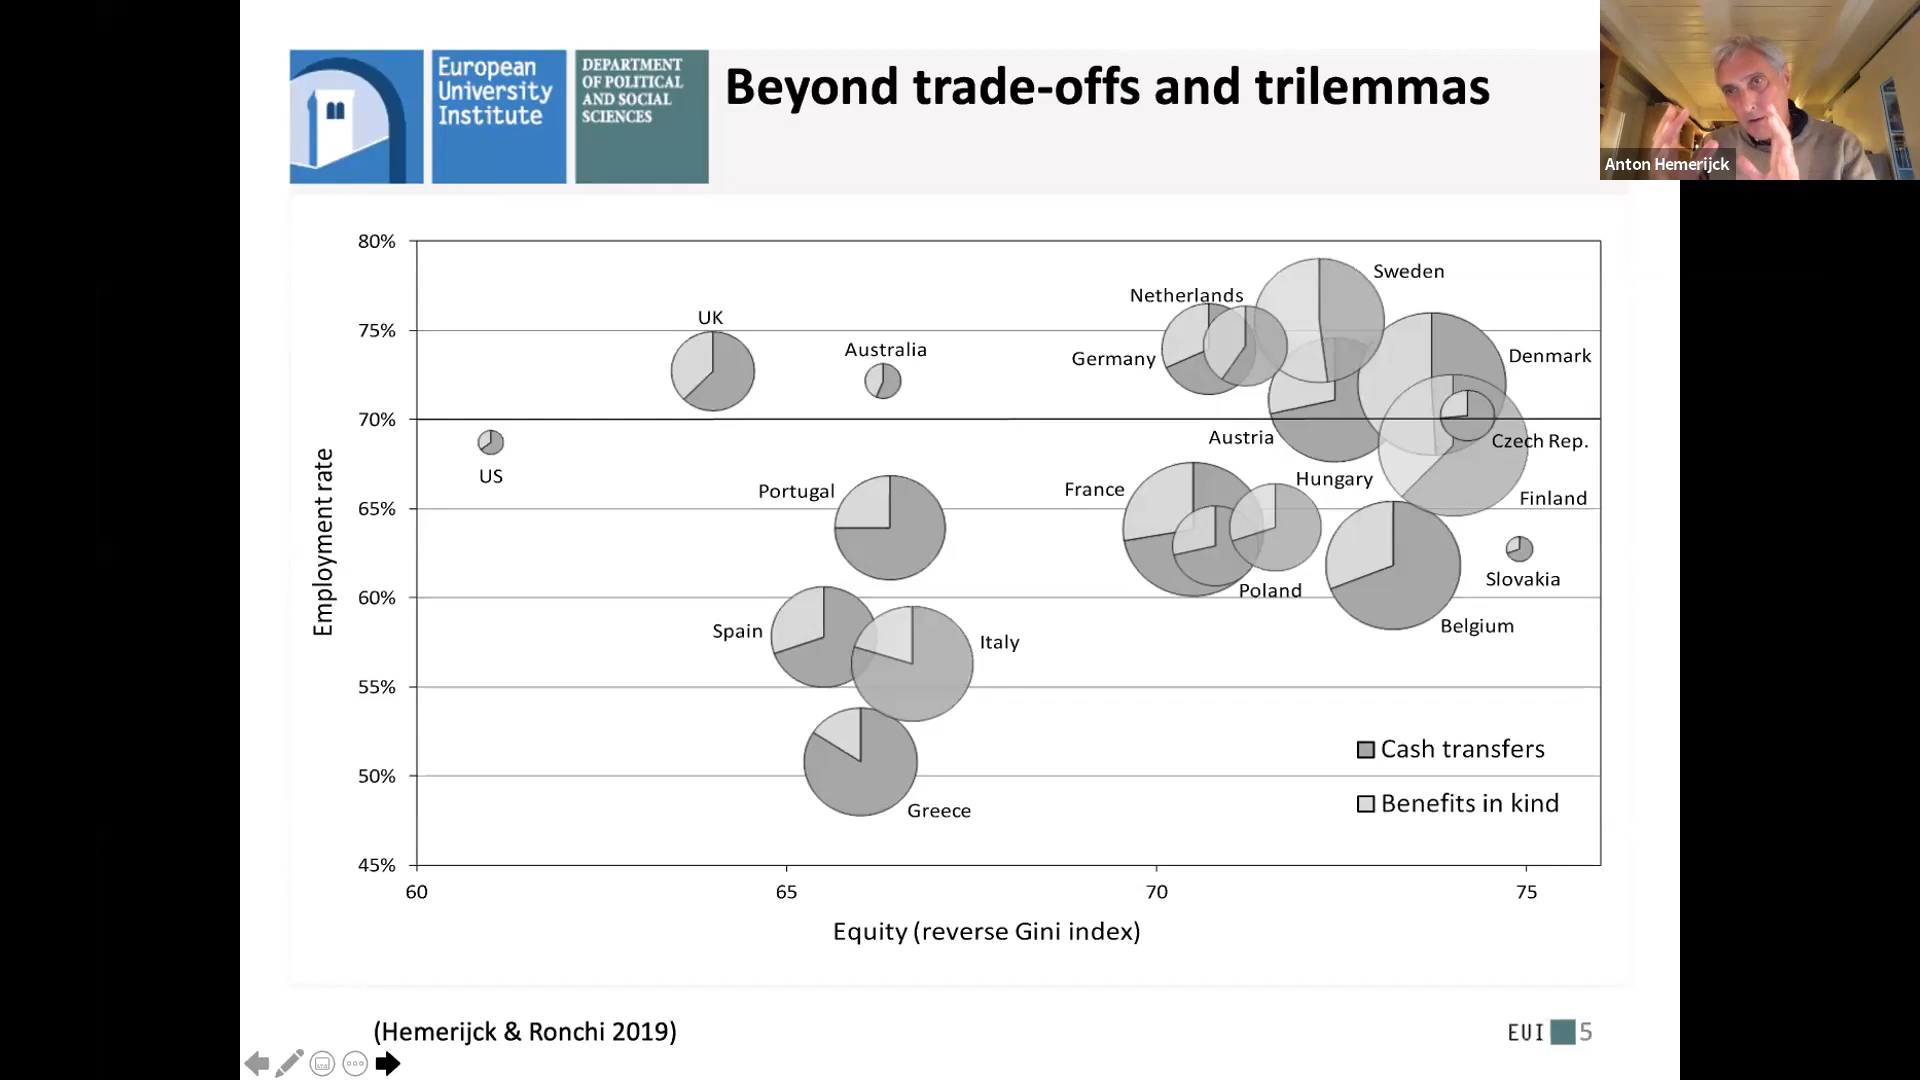 European
University
Institute
DEPARTMENT
OF POLITICAL
AND SOCIAL
SCIENCES
Beyond trade-offs and trilemmas
Anton Hemerijck
80%
75%
70%
65%
60%
55%
50%
45%
Employment rate
60
65
70
75
Equity (reverse Gini index)
UK
Australia
US
Portugal
Spain
Italy
Greece
Netherlands
Germany
Sweden
Denmark
Austria
Czech Rep.
Hungary
France
Finland
Poland
Slovakia
Belgium
Cash transfers
Benefits in kind
(Hemerijck & Ronchi 2019)
EUI 5